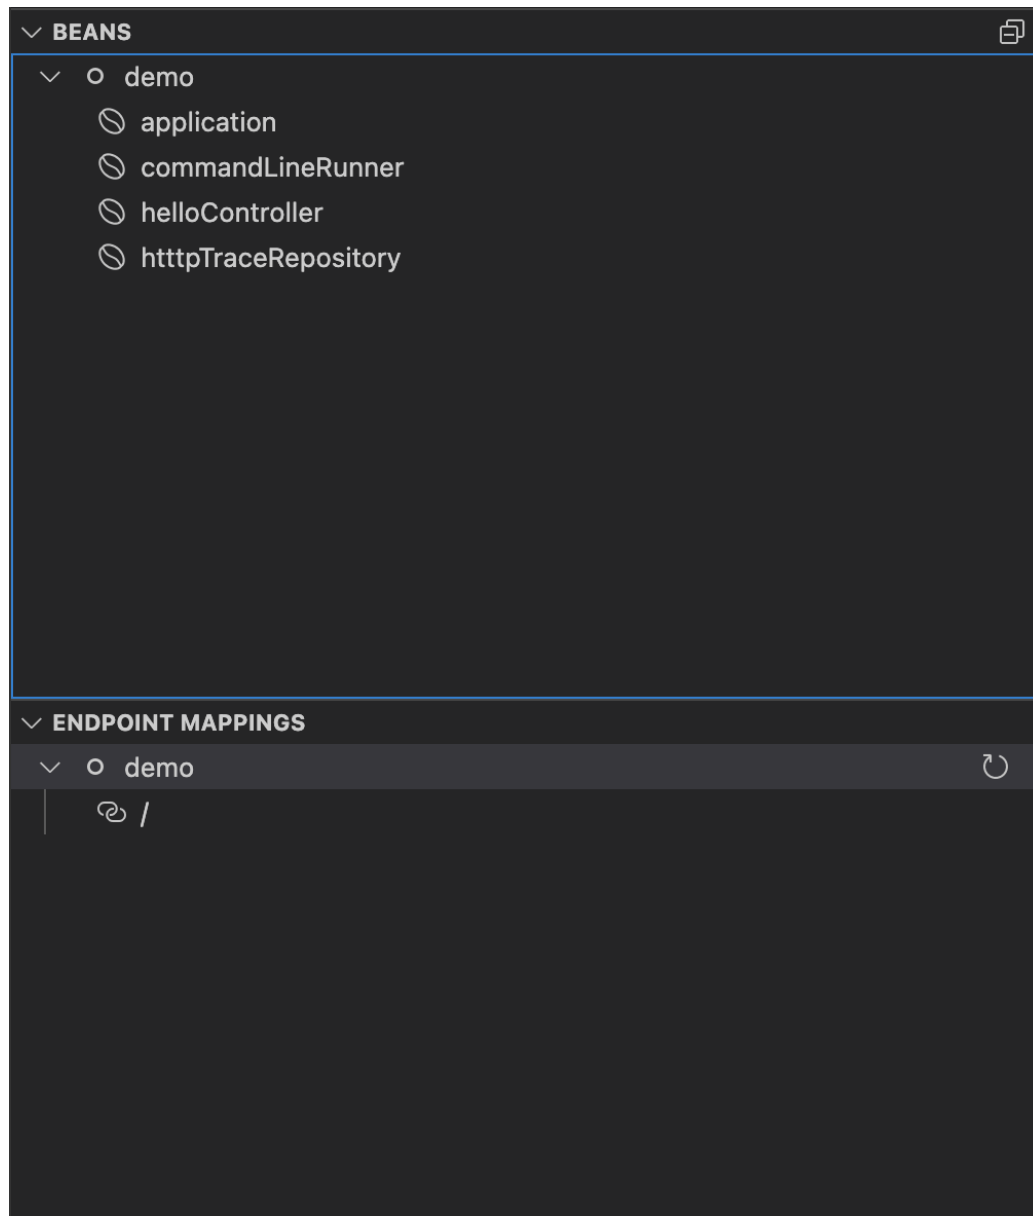 BEANS
demo
application
commandLineRunner
helloController
htttpTraceRepository
ENDPOINT MAPPINGS
demo
/